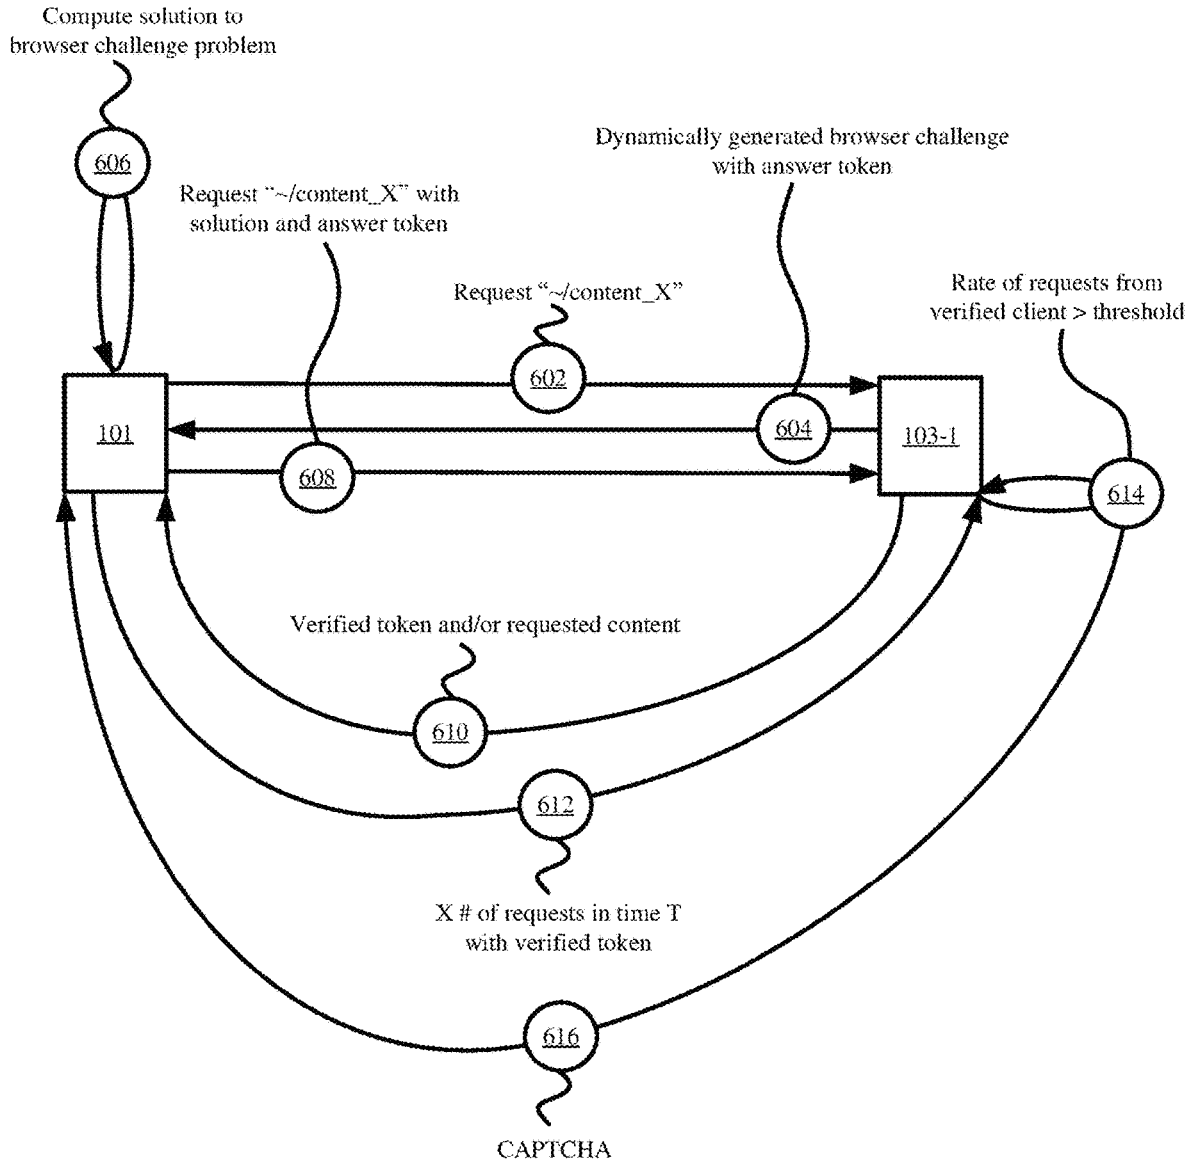 Compute solution to
browser challenge problem
606
Dynamically generated browser challenge
with answer token
Request “~/content_X” with
solution and answer token
Request “~/content_X”
Rate of requests from
verified client > threshold
602
101
604
103-1
608
614
Verified token and/or requested content
610
612
X # of requests in time T
with verified token
616
CAPTCHA